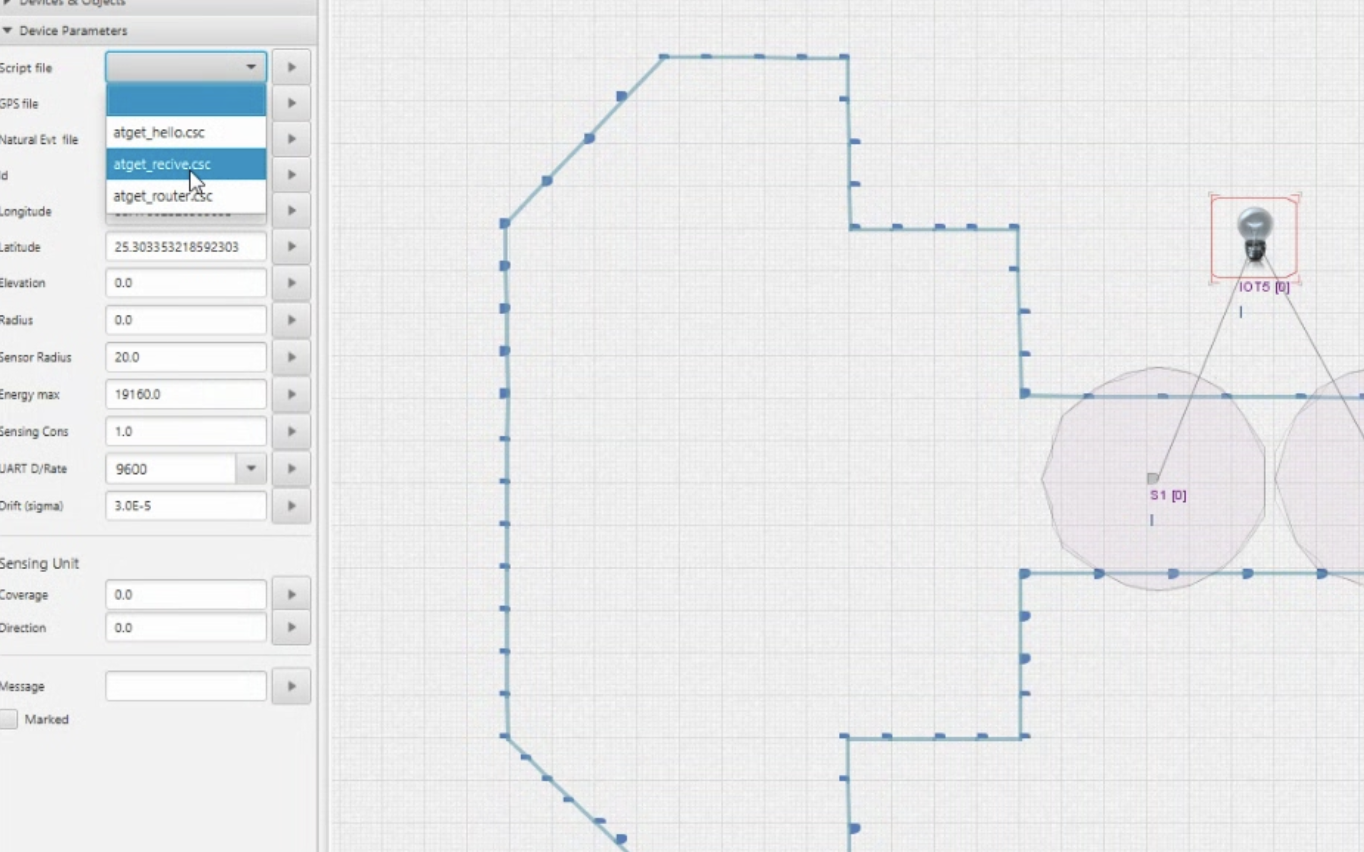 Devices & Objects
Device Parameters
Script file
GPS file
atget_hello.csc
Natural Evt file
atget_recive.csc
Id
atget_router.csc
Longitude
Latitude 25.303353218592303
Elevation 0.0
Radius 0.0
Sensor Radius 20.0
Energy max 19160.0
Sensing Cons 1.0
UART D/Rate 9600
Drift (sigma) 3.0E-5
Sensing Unit
Coverage 0.0
Direction 0.0
Message
Marked
IOT5 [0]
S1 [0]